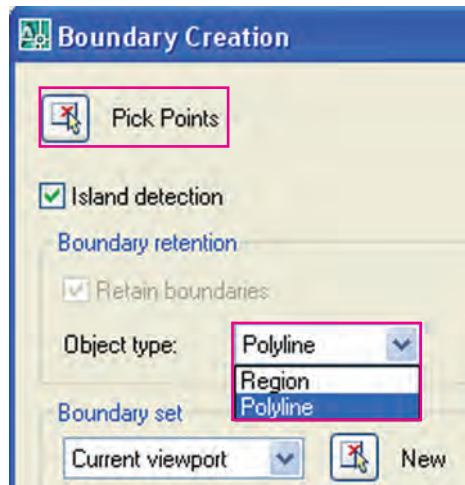 Boundary Creation
Pick Points
Island detection
Boundary retention
Retain boundaries
Object type: Polyline
Region
Polyline
Boundary set
Current viewport New